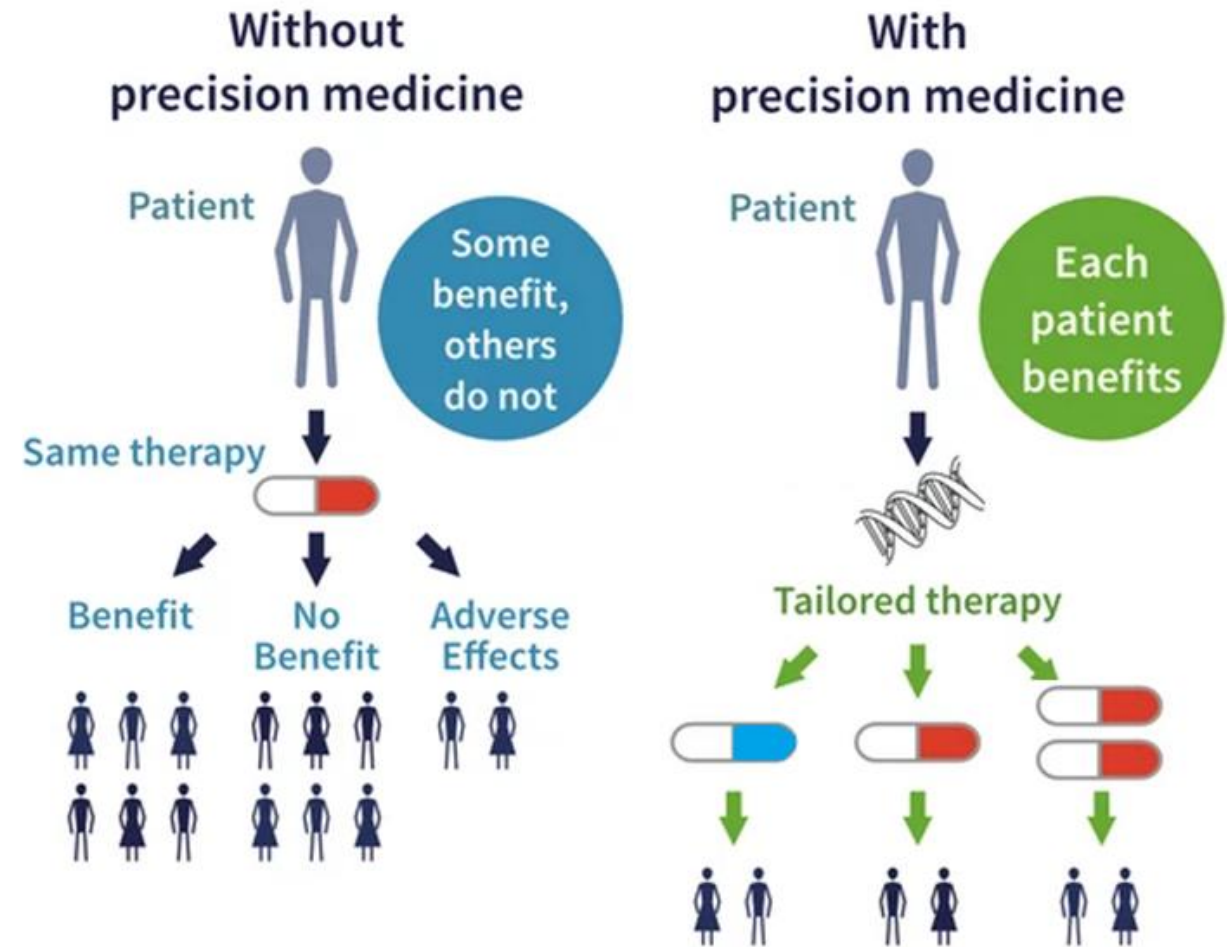 Without
precision medicine
Patient
Some
benefit,
others
do not
Same therapy
Benefit
No
Benefit
Adverse
Effects
With
precision medicine
Patient
Each
patient
benefits
Tailored therapy